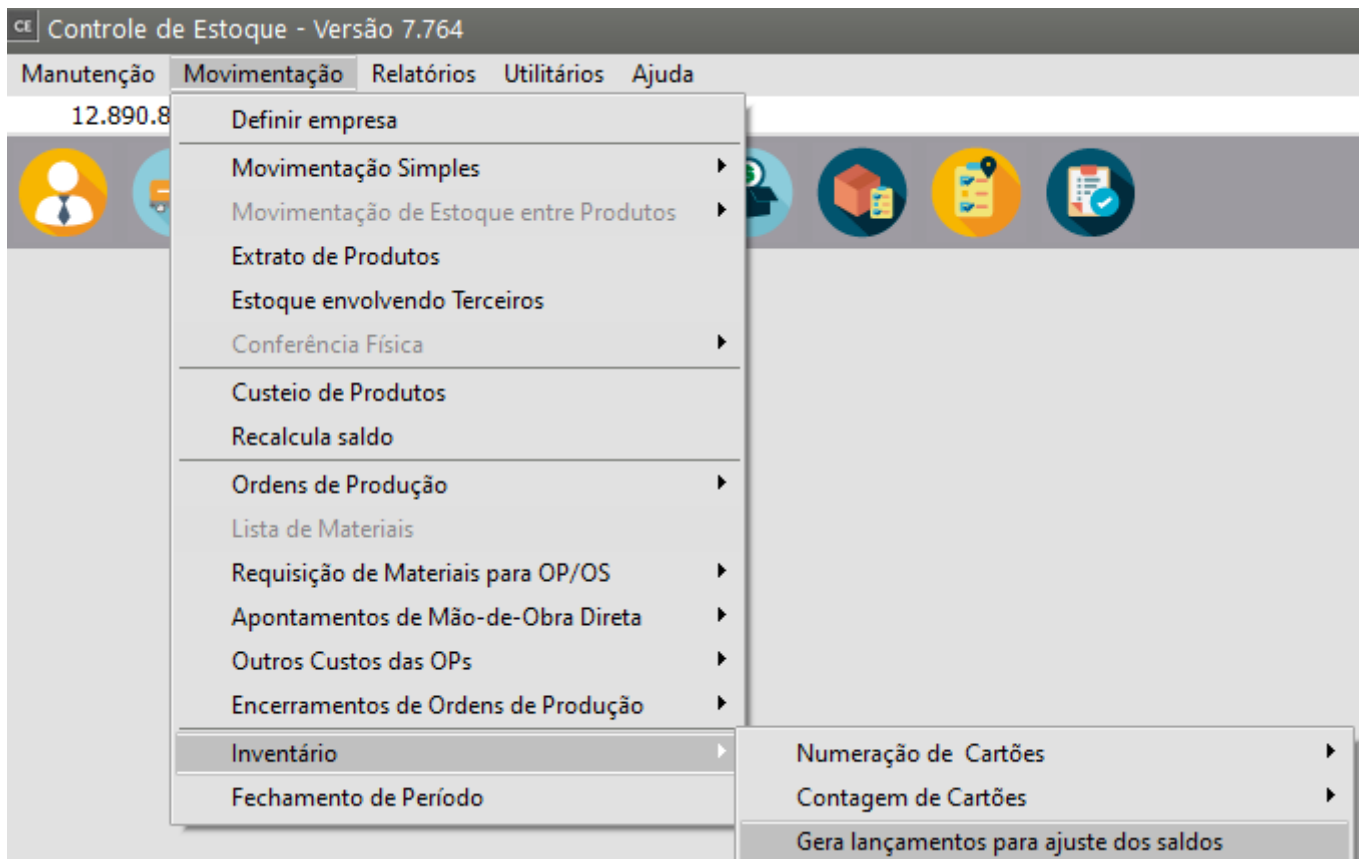 CE Controle de Estoque - Versão 7.764
Manutenção Movimentação Relatórios Utilitários Ajuda
12.890.8
Definir empresa
Movimentação Simples
Movimentação de Estoque entre Produtos
Extrato de Produtos
Estoque envolvendo Terceiros
Conferência Física
Custeio de Produtos
Recalcula saldo
Ordens de Produção
Lista de Materiais
Requisição de Materiais para OP/OS
Apontamentos de Mão-de-Obra Direta
Outros Custos das OPs
Encerramentos de Ordens de Produção
Inventário
Fechamento de Período
Numeração de Cartões
Contagem de Cartões
Gera lançamentos para ajuste dos saldos